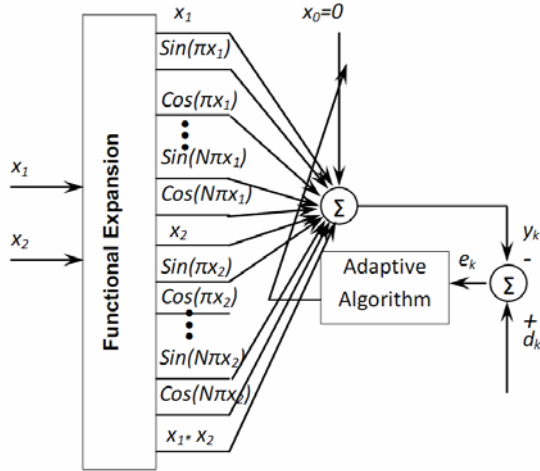 x1
x0=0
Sin(πx1)
Cos(πx1)
Sin(Nπx1)
Cos(Nπx1)
x2
Sin(πx2)
Cos(πx2)
Sin(Nπx2)
Cos(Nπx2)
x1* x2
x1
x2
Functional Expansion
Σ
Adaptive
Algorithm
yk
-
ek
Σ
+
dk